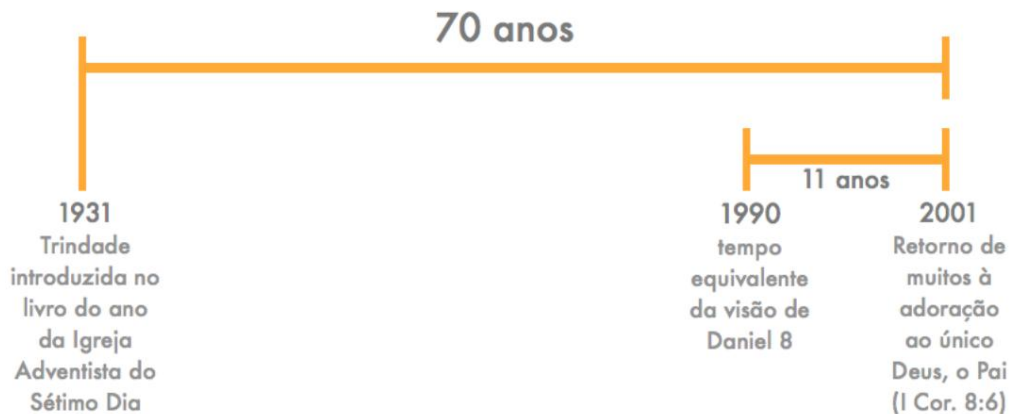 70 anos
11 anos
1931
Trindade
introduzida no
livro do ano
da Igreja
Adventista do
Sétimo Dia
1990
tempo
equivalente
da visão de
Daniel 8
2001
Retorno de
muitos à
adoração
ao único
Deus, o Pai
(I Cor. 8:6)